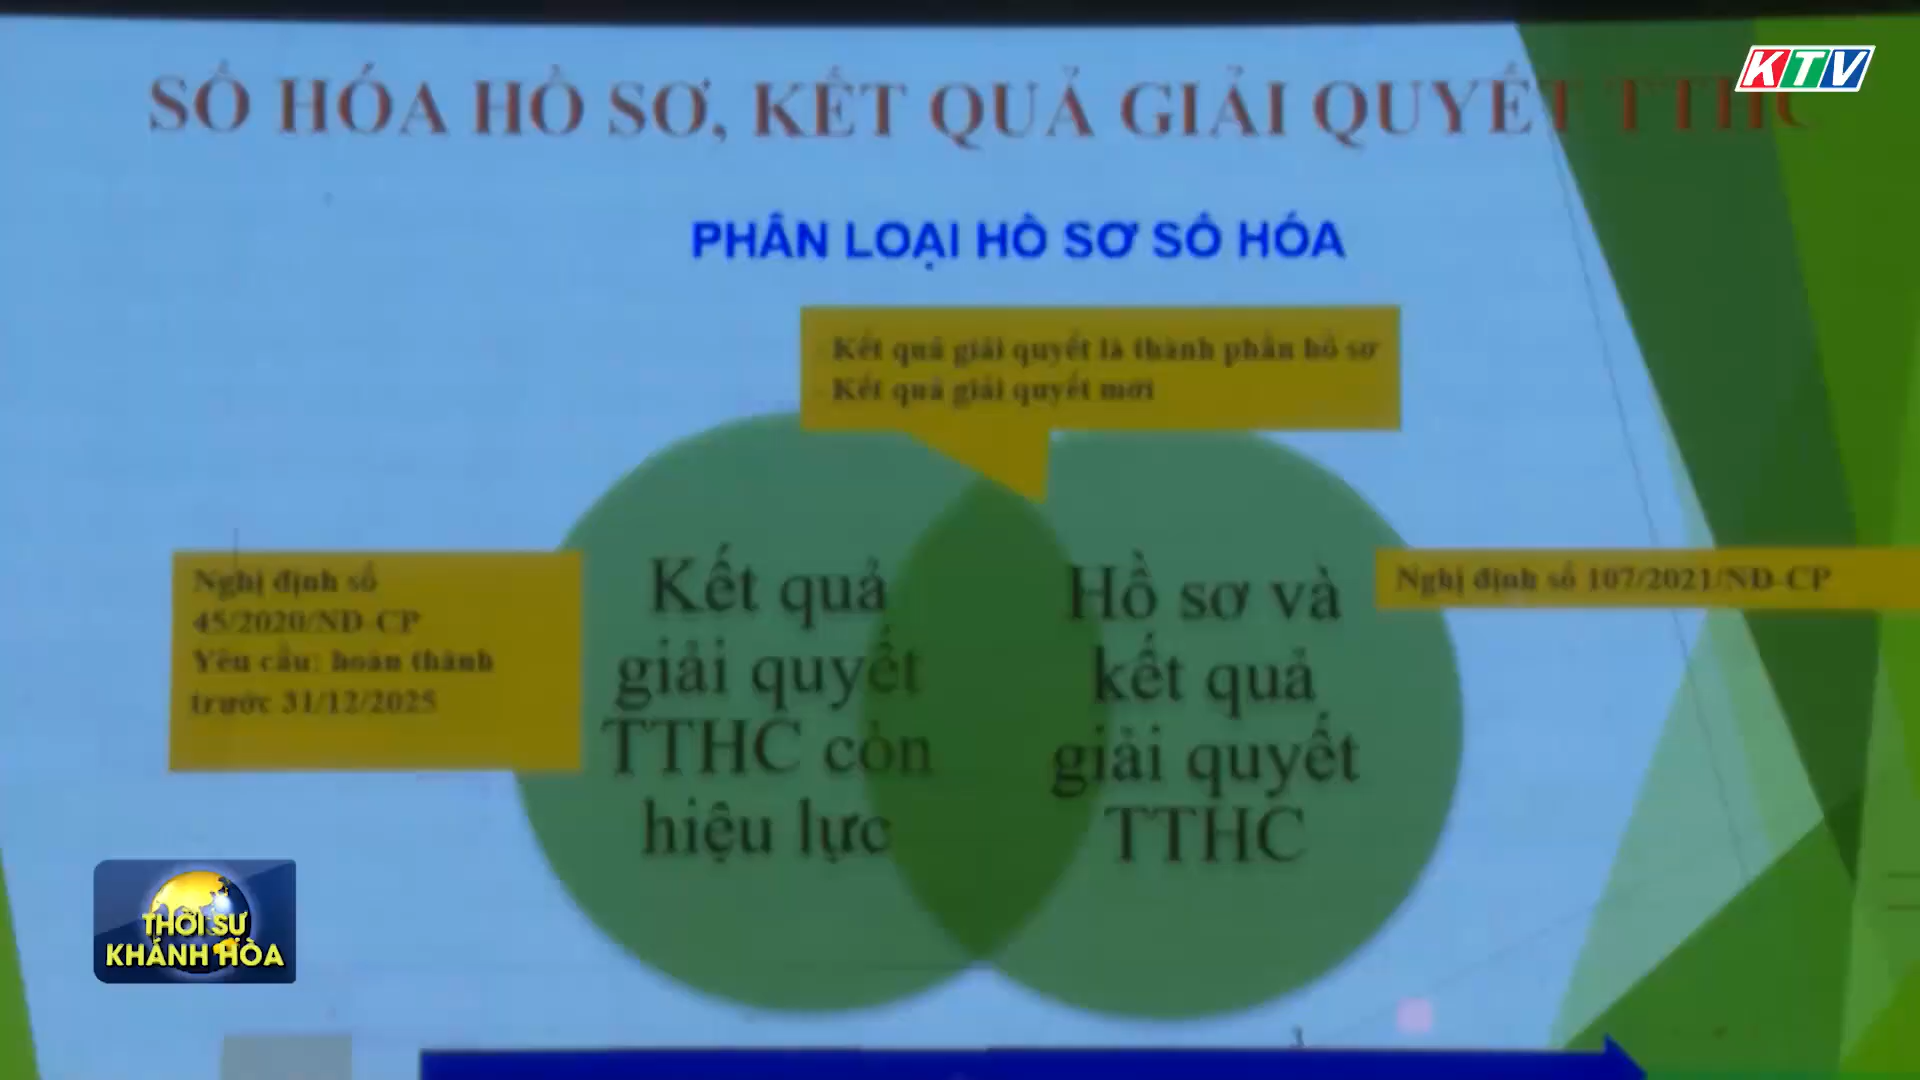 KTV
SỐ HÓA HỒ SƠ, KẾT QUẢ GIẢI QUYẾT TTHC
PHÂN LOẠI HỒ SƠ SỐ HÓA
- Kết quả giải quyết là thành phần hồ sơ
- Kết quả giải quyết mới
Nghị định số
45/2020/NĐ-CP
Yêu cầu: hoàn thành
trước 31/12/2025
Kết quả
giải quyết
TTHC còn
hiệu lực
Hồ sơ và
kết quả
giải quyết
TTHC
Nghị định số 107/2021/NĐ-CP
THỜI SỰ
KHÁNH HÒA
3